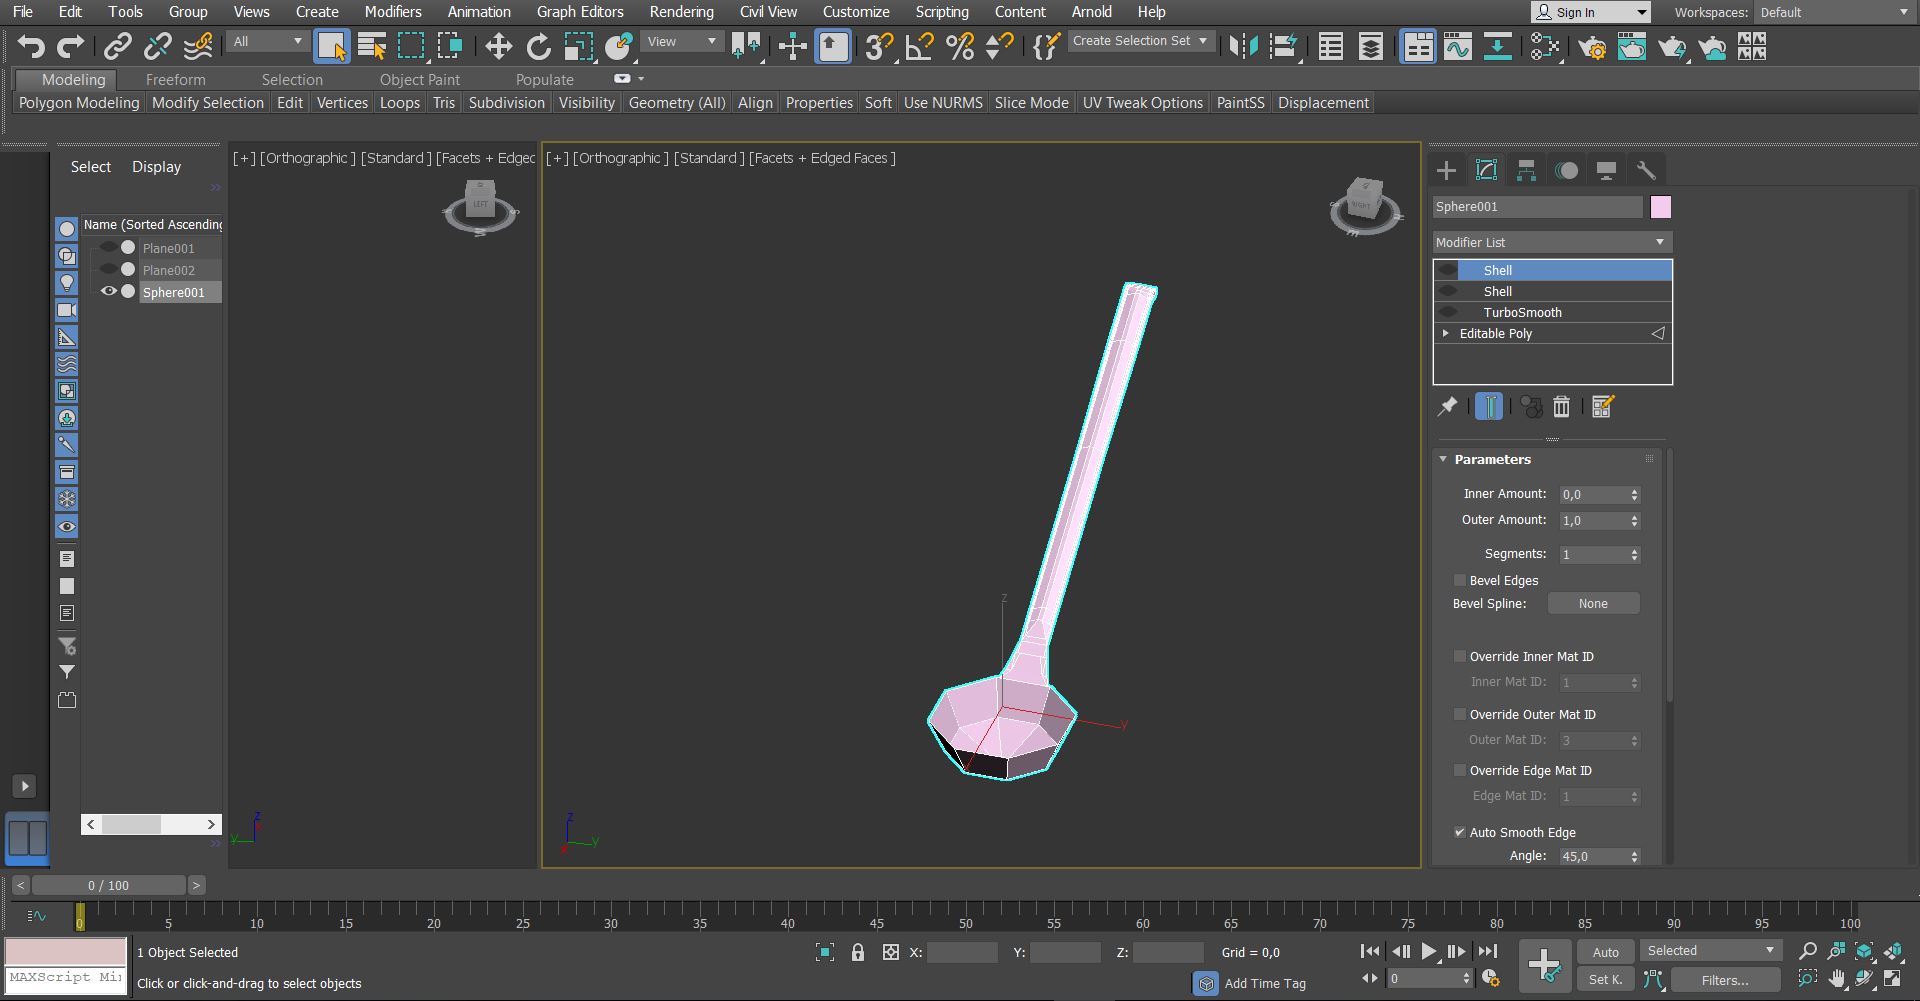 File Edit Tools Group Views Create Modifiers Animation Graph Editors Rendering Civil View Customize Scripting Content Arnold Help Sign In Workspaces: Default
All View Create Selection Set
Modeling Freeform Selection Object Paint Populate
Polygon Modeling Modify Selection Edit Vertices Loops Tris Subdivision Visibility Geometry (All) Align Properties Soft Use NURMS Slice Mode UV Tweak Options PaintSS Displacement
Select Display
[+] [Orthographic ] [Standard ] [Facets + Edged
[+] [Orthographic ] [Standard ] [Facets + Edged Faces ]
LEFT
RIGHT
Name (Sorted Ascending
Plane001
Plane002
Sphere001
Sphere001
Modifier List
Shell
Shell
TurboSmooth
Editable Poly
Parameters
Inner Amount: 0,0
Outer Amount: 1,0
Segments: 1
Bevel Edges
Bevel Spline: None
Override Inner Mat ID
Inner Mat ID: 1
Override Outer Mat ID
Outer Mat ID: 3
Override Edge Mat ID
Edge Mat ID: 1
Auto Smooth Edge
Angle: 45,0
z
y
z
y
z
y
0 / 100
0 5 10 15 20 25 30 35 40 45 50 55 60 65 70 75 80 85 90 95 100
1 Object Selected
X: Y: Z: Grid = 0,0
Auto Selected
MAXScript Mi
Click or click-and-drag to select objects
Add Time Tag
0
Set K. Filters...